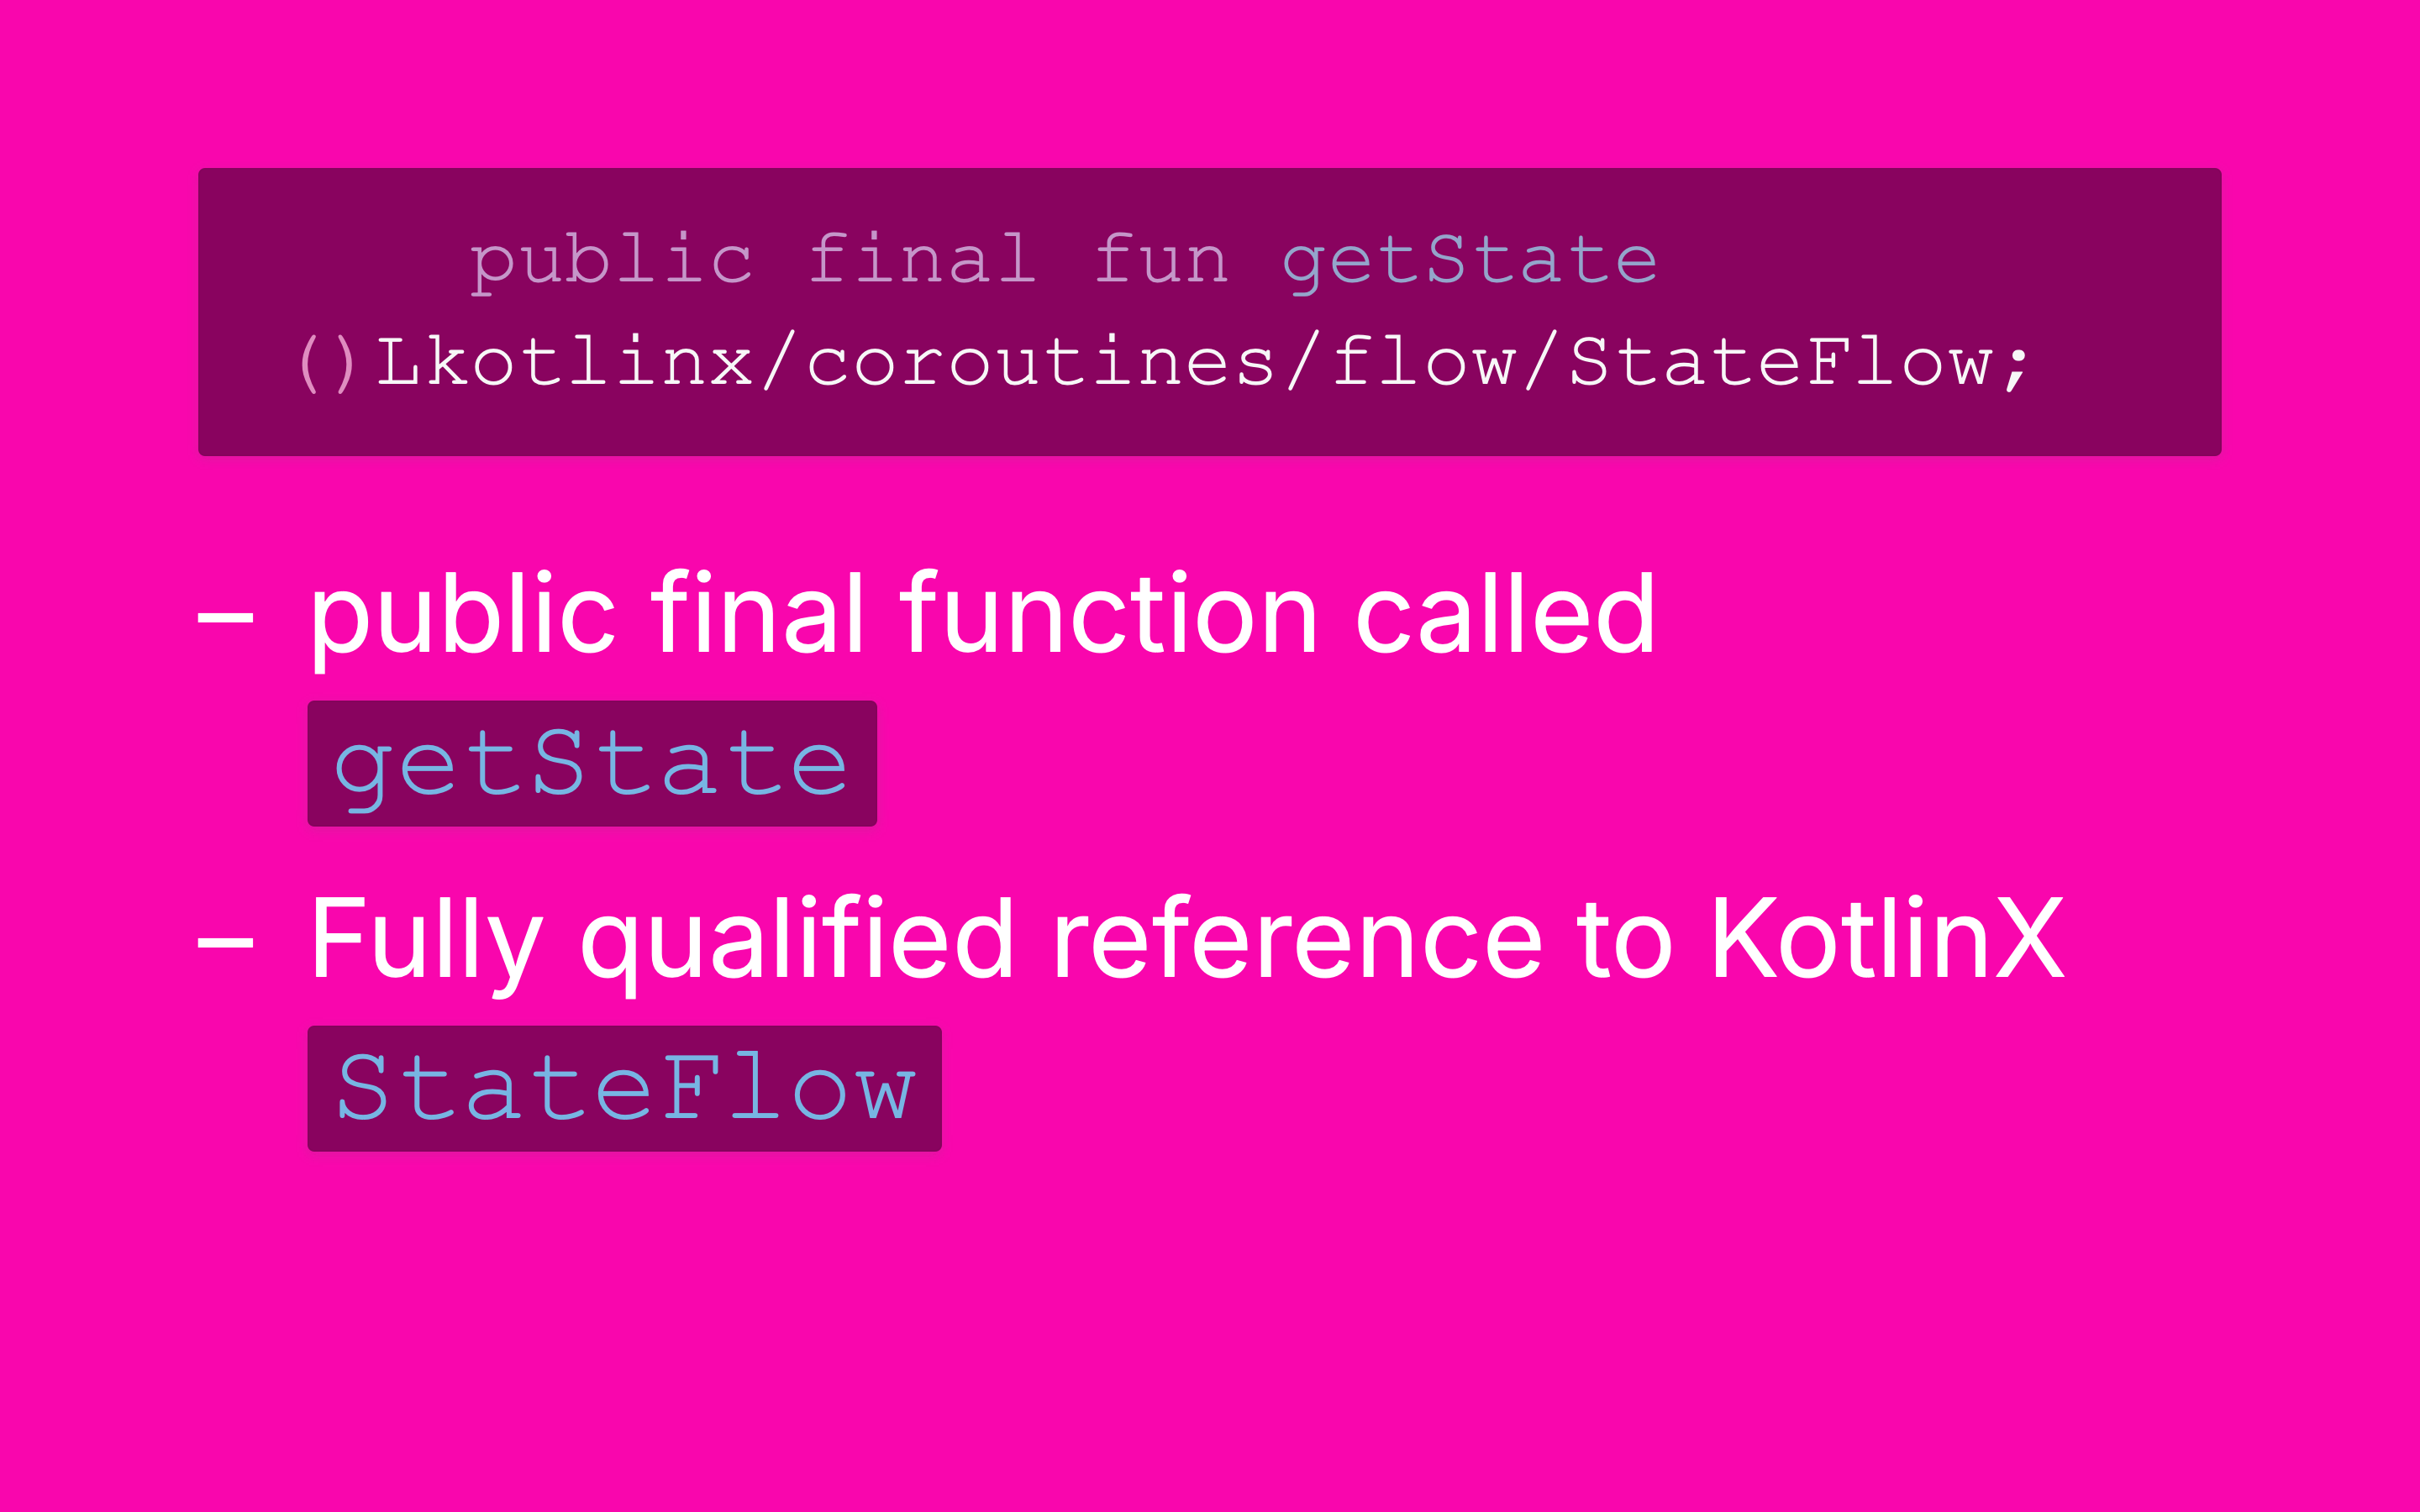 public final fun getState
()Lkotlinx/coroutines/flow/StateFlow;
– public final function called
getState
– Fully qualified reference to KotlinX
StateFlow